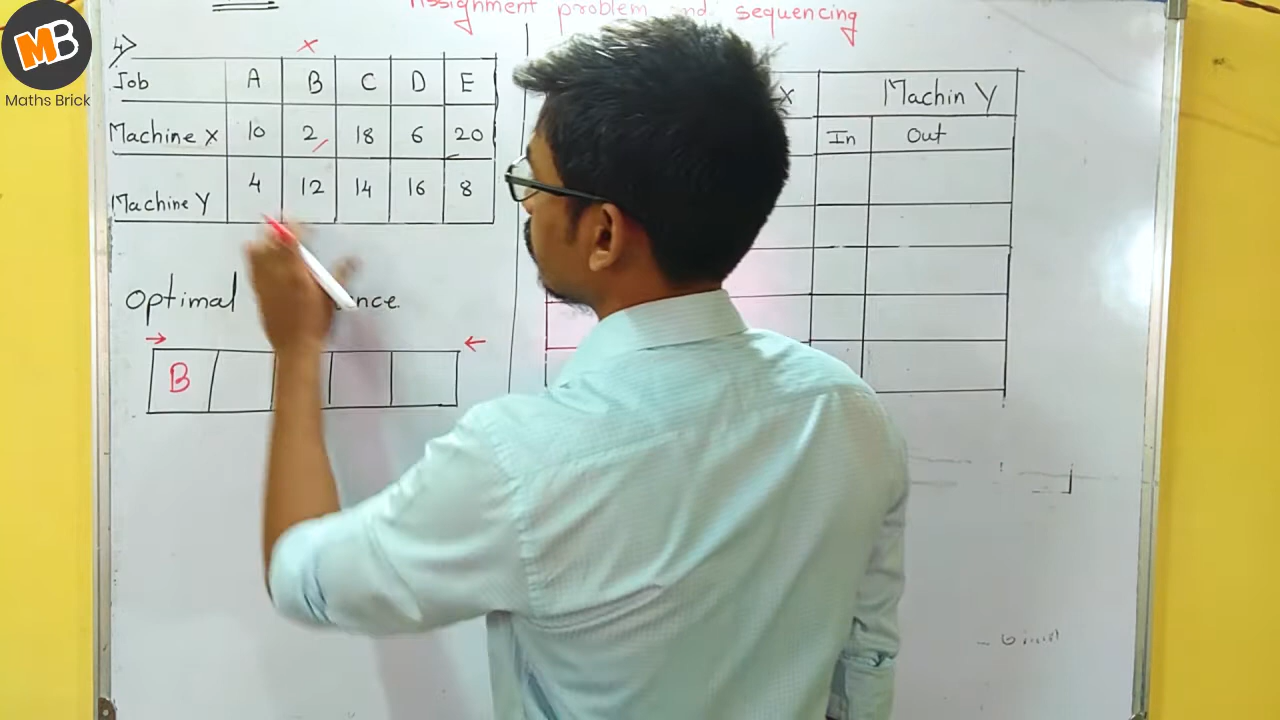 Assignment problem and sequencing
MB
Maths Brick
4>
x
Job A B C D E
Machine X 10 2 18 6 20
Machine Y 4 12 14 16 8
X Machin Y
In Out
Optimal
B